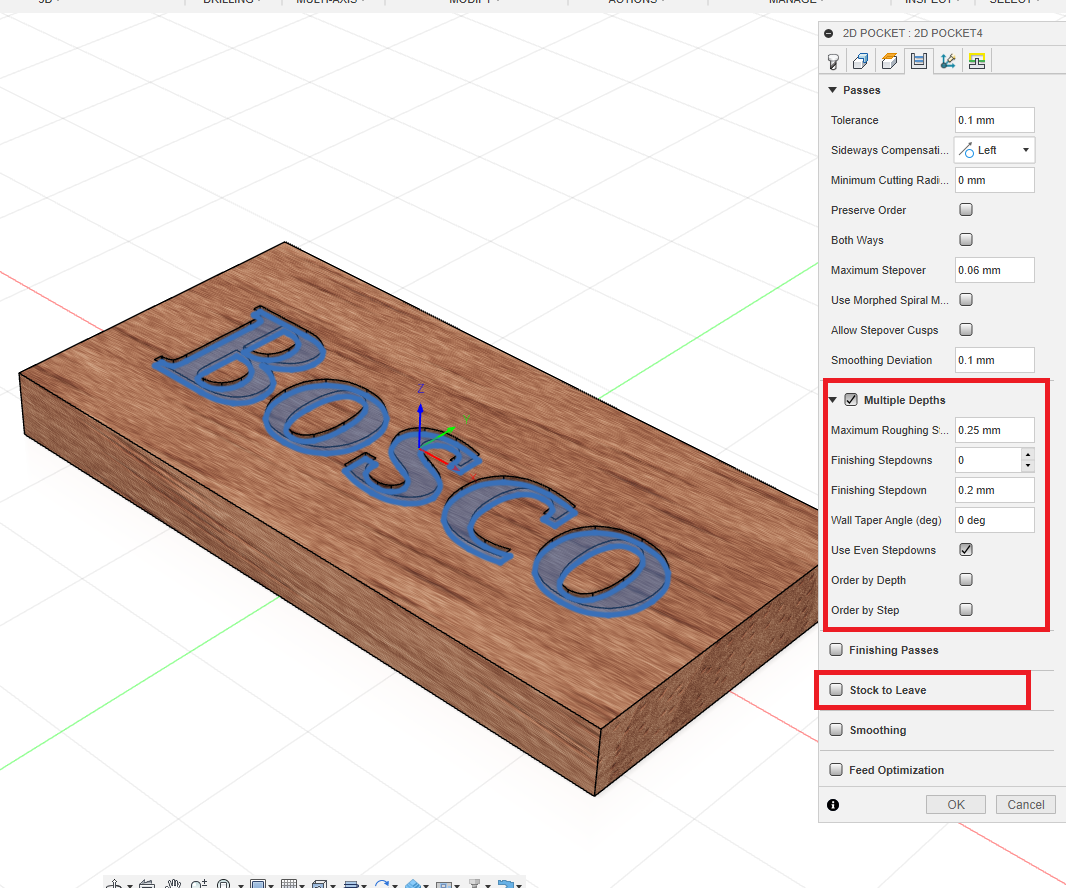 3D DRILLING MULTI-AXIS MODIFY ACTIONS MANAGE INSPECT SELECT
2D POCKET : 2D POCKET4
Passes
Tolerance 0.1 mm
Sideways Compensati... Left
Minimum Cutting Radi... 0 mm
Preserve Order
Both Ways
Maximum Stepover 0.06 mm
Use Morphed Spiral M...
Allow Stepover Cusps
Smoothing Deviation 0.1 mm
Multiple Depths
Maximum Roughing S... 0.25 mm
Finishing Stepdowns 0
Finishing Stepdown 0.2 mm
Wall Taper Angle (deg) 0 deg
Use Even Stepdowns
Order by Depth
Order by Step
Finishing Passes
Stock to Leave
Smoothing
Feed Optimization
OK Cancel
BOSCO
Z
Y
X